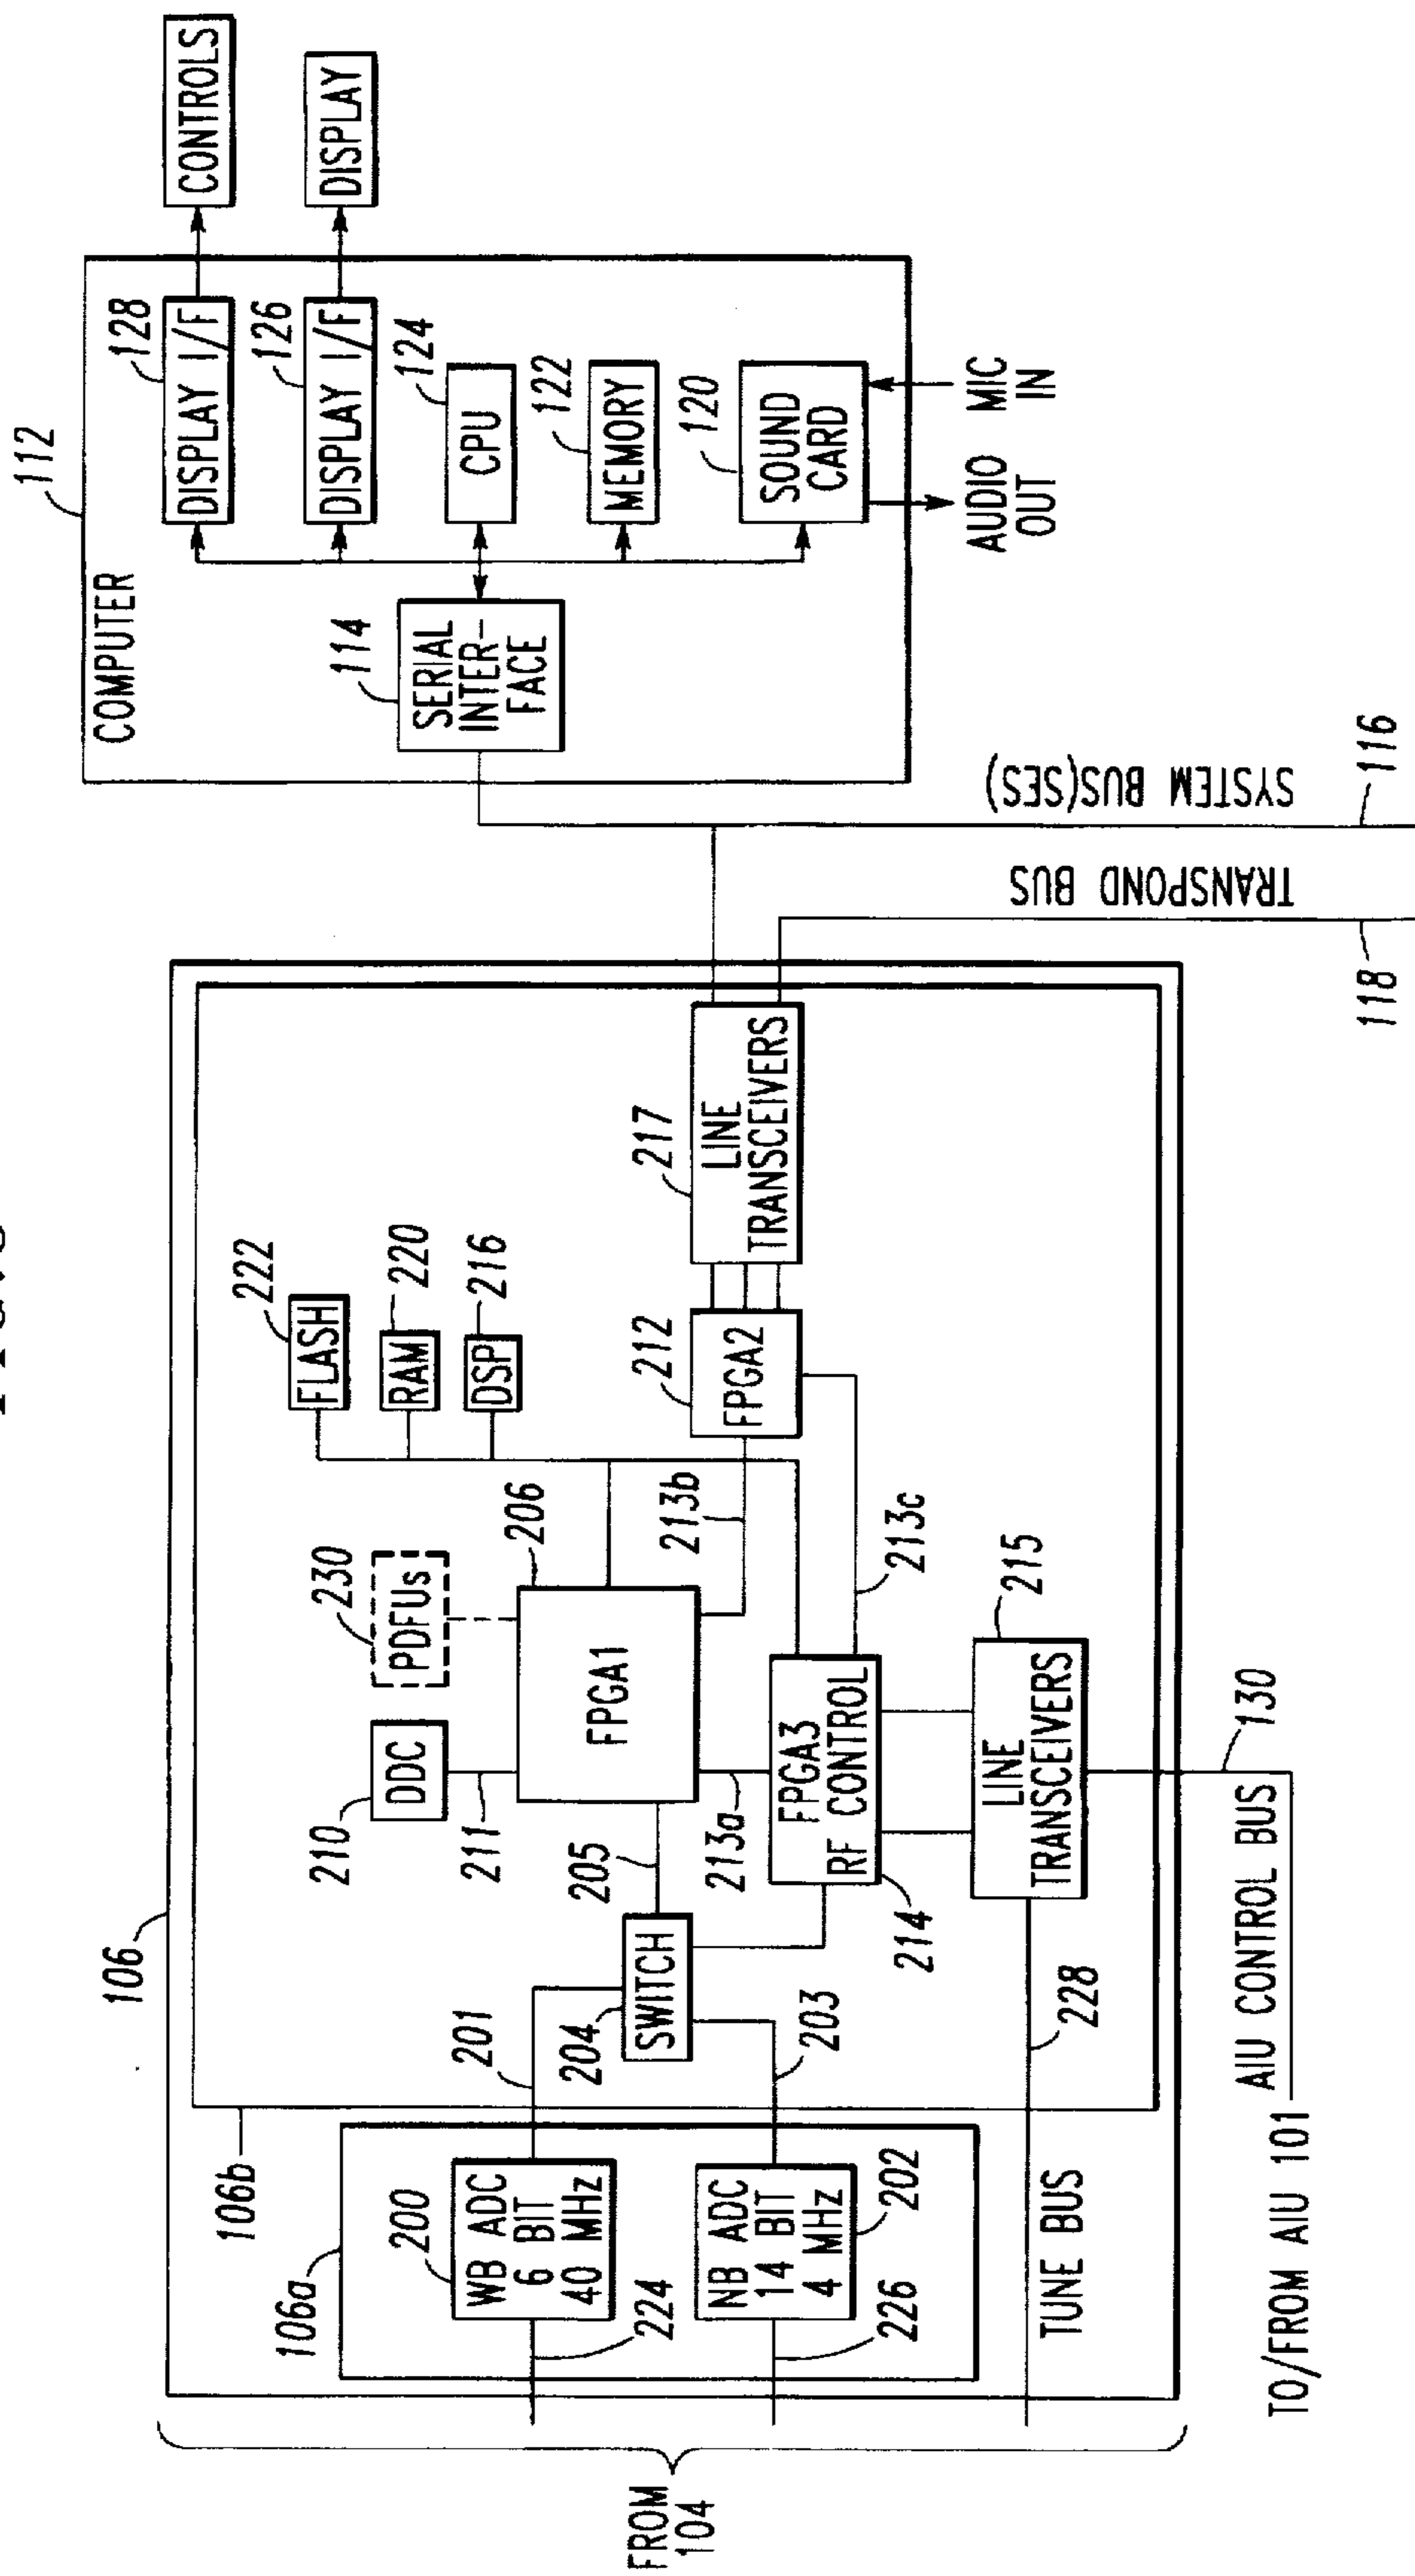 112
COMPUTER
128
DISPLAY I/F
CONTROLS
126
DISPLAY I/F
DISPLAY
124
CPU
114
SERIAL
INTER-
FACE
122
MEMORY
120
SOUND
CARD
AUDIO
OUT
MIC
IN
SYSTEM BUS(SES)
116
TRANSPOND BUS
118
106
106b
106a
200
WB ADC
6 BIT
40 MHz
224
201
NB ADC
14 BIT
4 MHz
202
226
203
204
SWITCH
205
210
DDC
211
230
PDFUs
206
FPGA1
222
FLASH
220
RAM
216
DSP
213a
213b
213c
212
FPGA2
217
LINE
TRANSCEIVERS
FPGA3
RF CONTROL
214
215
LINE
TRANSCEIVERS
228
TUNE BUS
130
AIU CONTROL BUS
TO/FROM AIU 101
FROM
104